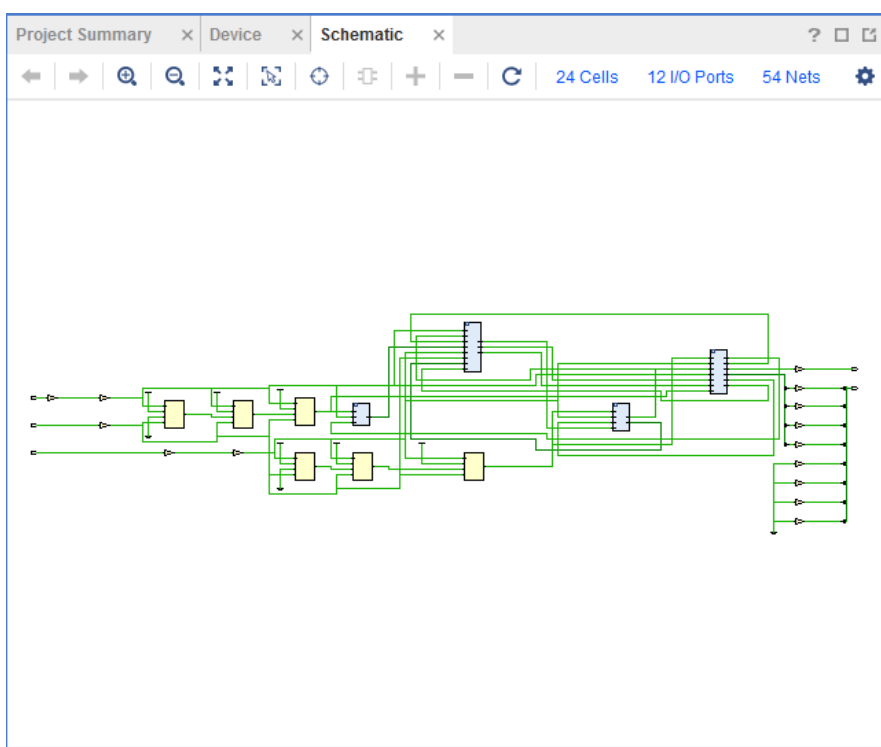 Project Summary × Device × Schematic × ?
24 Cells 12 I/O Ports 54 Nets